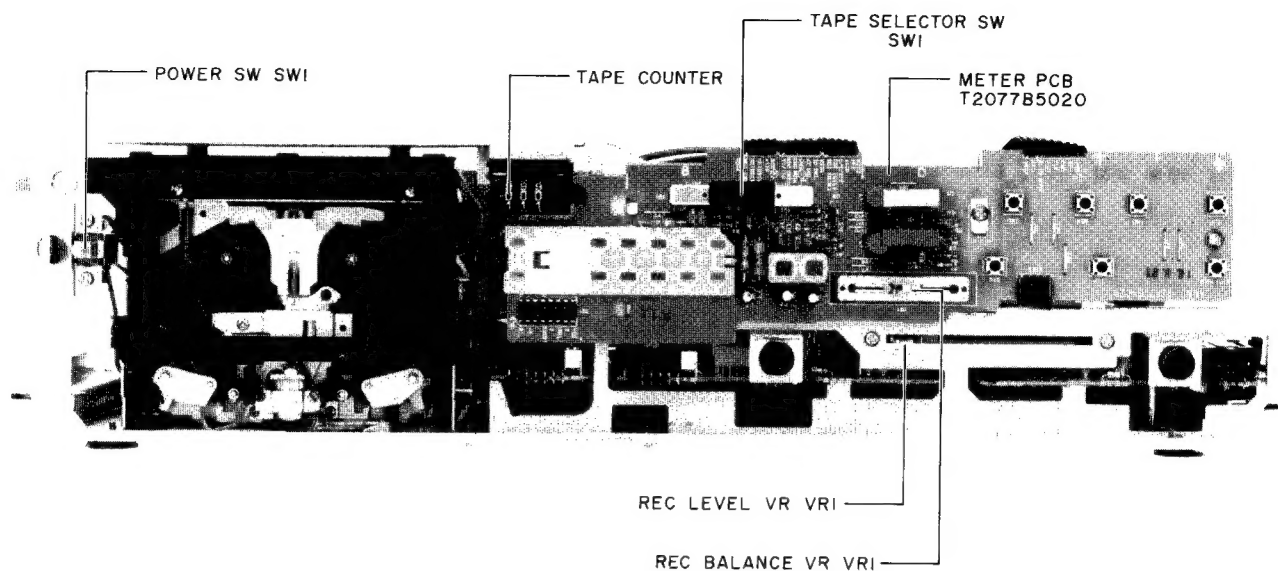 TAPE SELECTOR SW
SW1
POWER SW SW1
TAPE COUNTER
METER PCB
T2077B5020
REC LEVEL VR VR1
REC BALANCE VR VR1